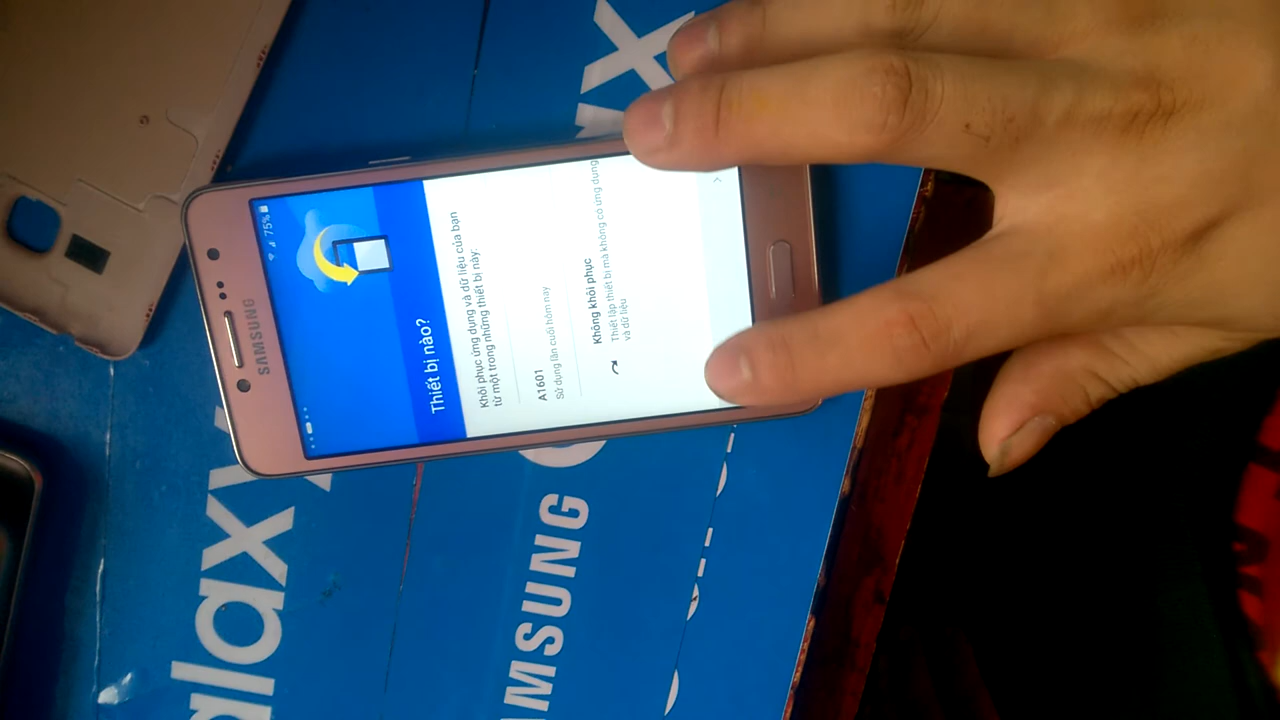 75%
SAMSUNG
Thiết bị nào?
Khôi phục ứng dụng và dữ liệu của bạn
từ một trong những thiết bị này:
A1601
Sử dụng lần cuối hôm nay
Không khôi phục
Thiết lập thiết bị mà không có ứng dụng
và dữ liệu
alaxy
AMSUNG